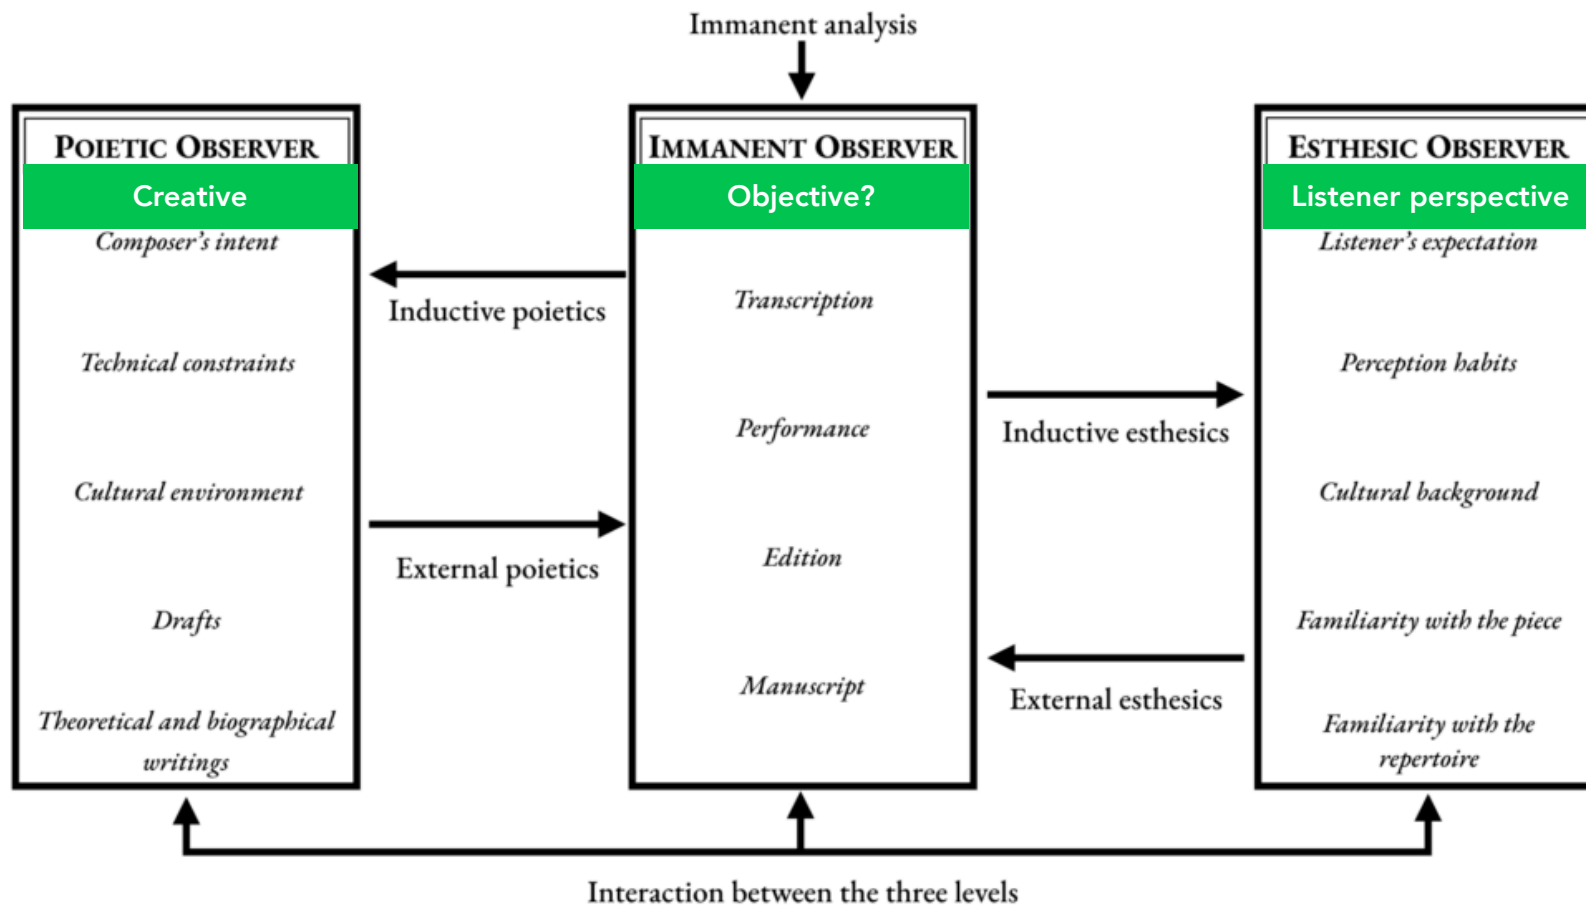 Immanent analysis
POIETIC OBSERVER
Creative
Composer's intent
Technical constraints
Cultural environment
Drafts
Theoretical and biographical
writings
Inductive poietics
External poietics
IMMANENT OBSERVER
Objective?
Transcription
Performance
Edition
Manuscript
Inductive esthesics
External esthesics
ESTHESIC OBSERVER
Listener perspective
Listener's expectation
Perception habits
Cultural background
Familiarity with the piece
Familiarity with the
repertoire
Interaction between the three levels